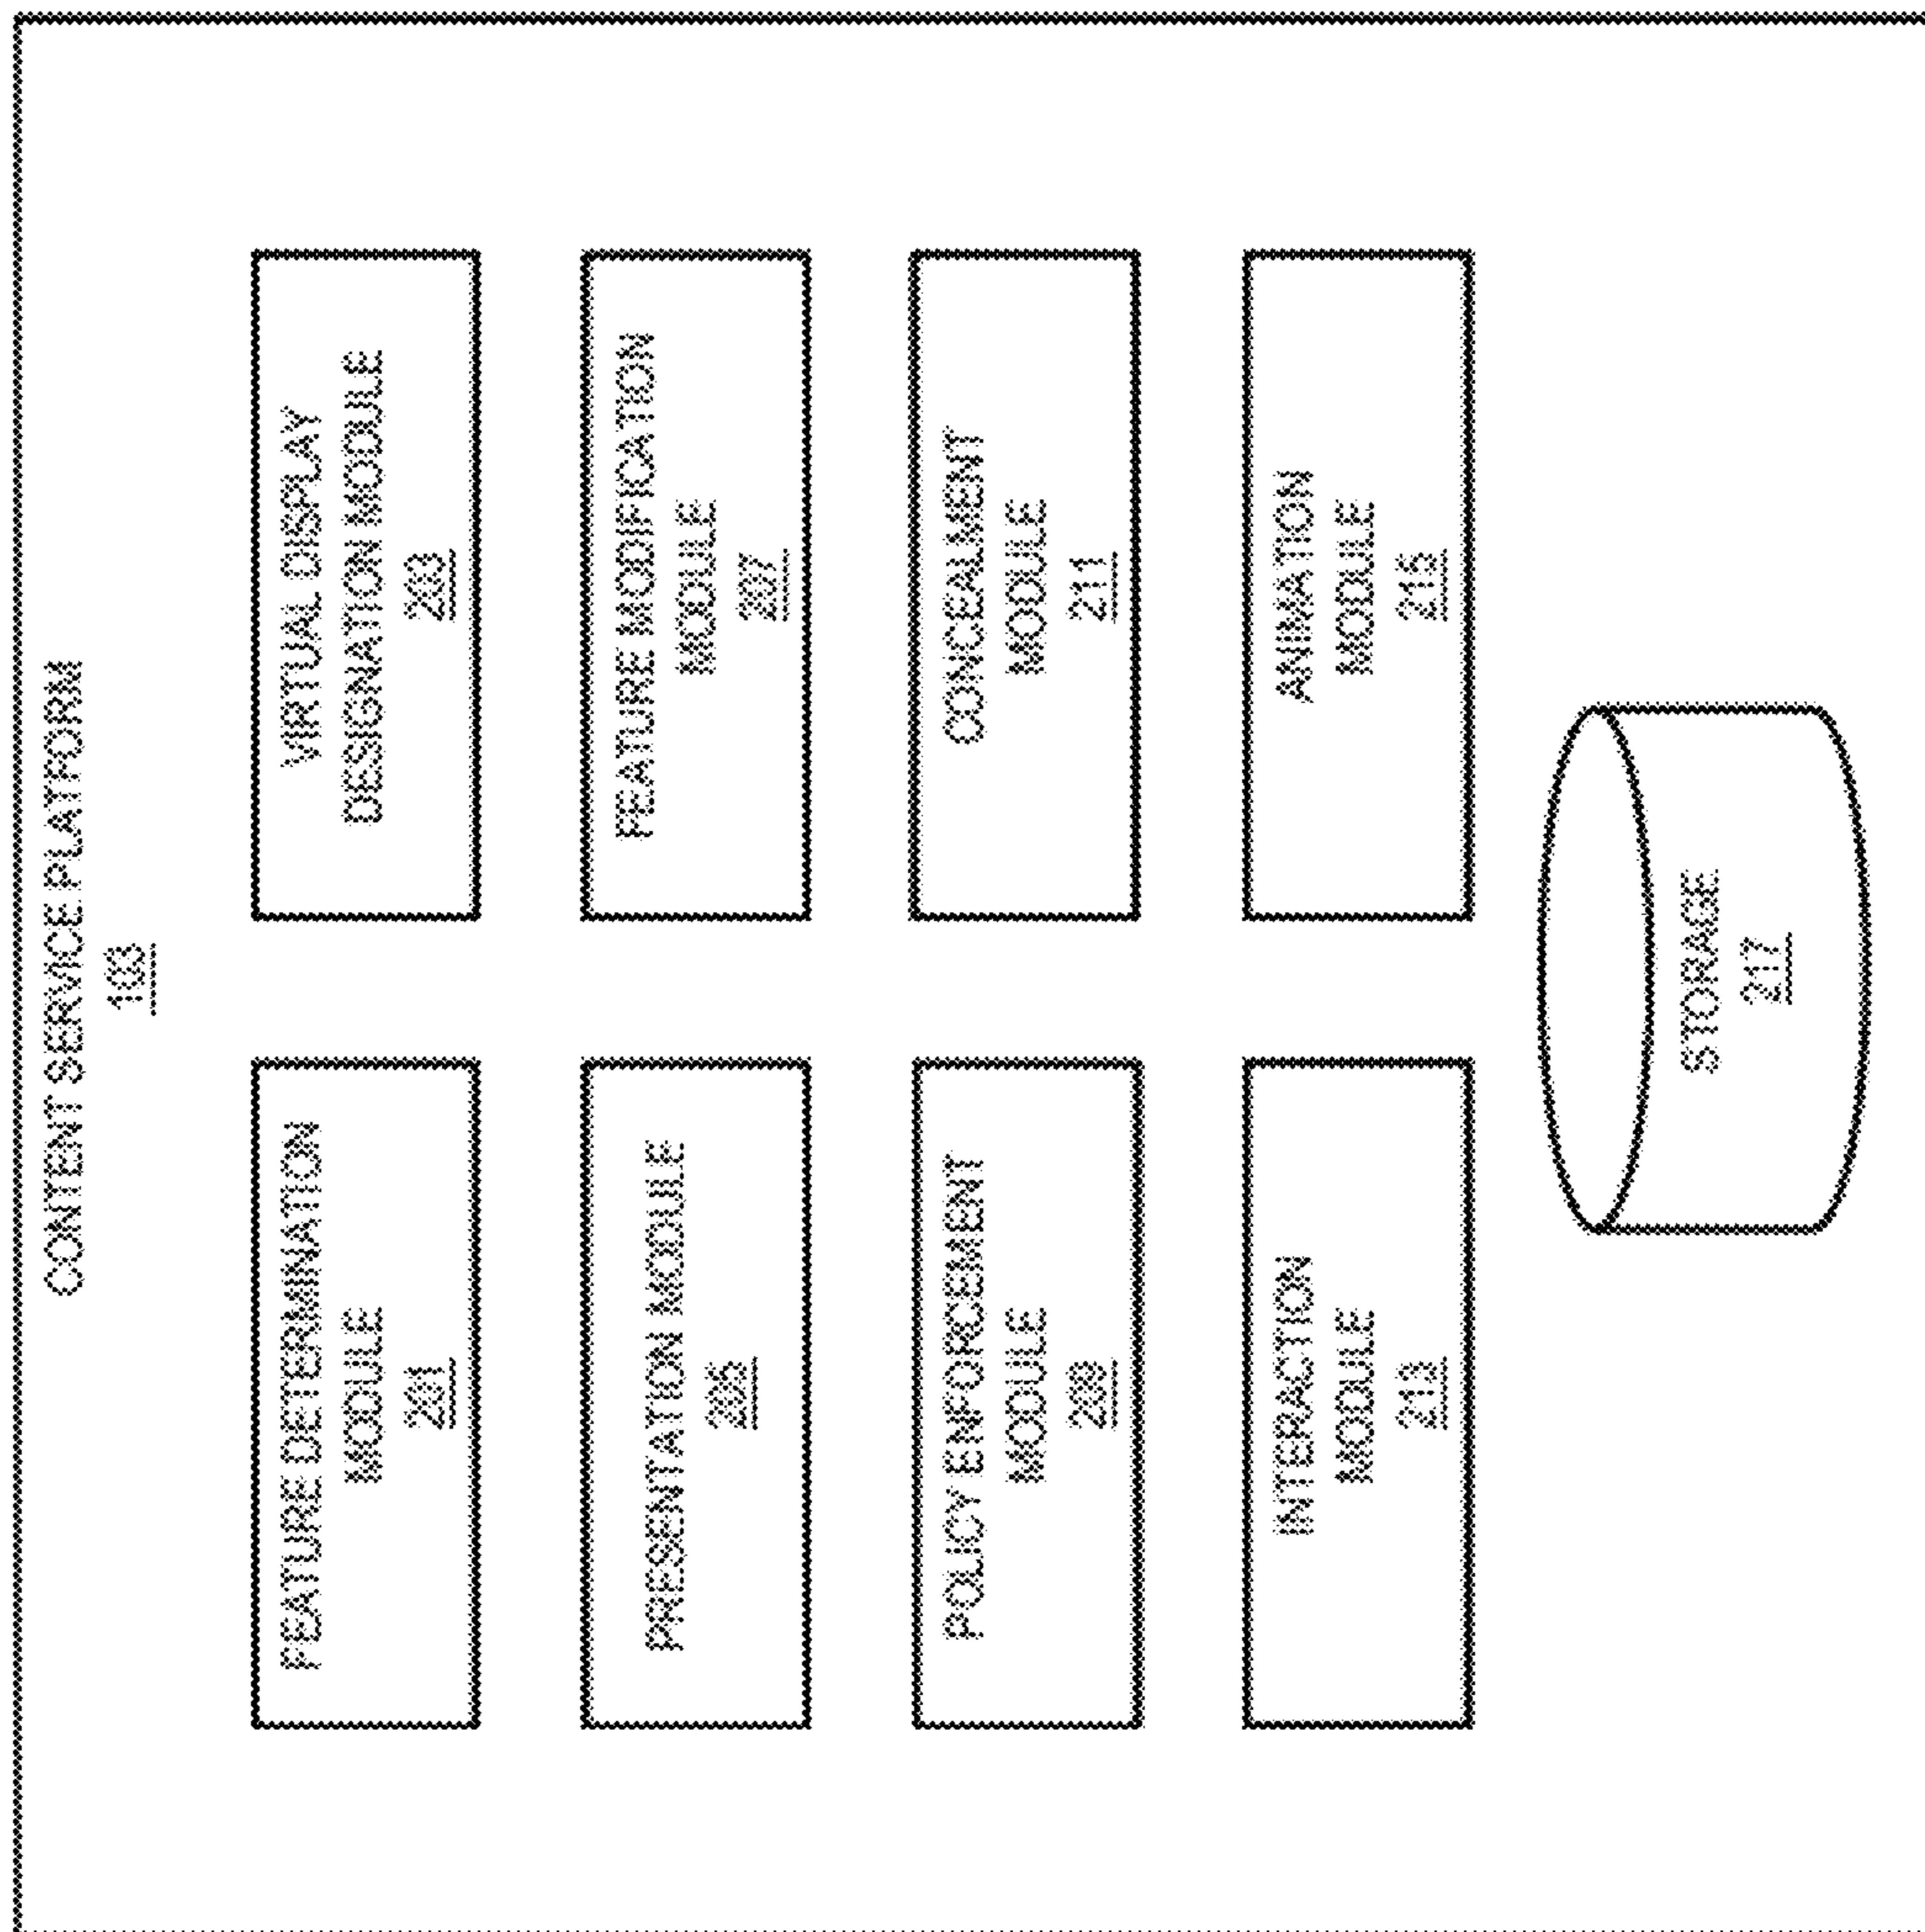 CONTENT SERVICE PLATFORM
103
FEATURE DETERMINATION
MODULE
201
VIRTUAL DISPLAY
DESIGNATION MODULE
203
PRESENTATION MODULE
205
FEATURE MODIFICATION
MODULE
207
POLICY ENFORCEMENT
MODULE
209
CONCEALMENT
MODULE
211
INTERACTION
MODULE
213
ANIMATION
MODULE
215
STORAGE
217